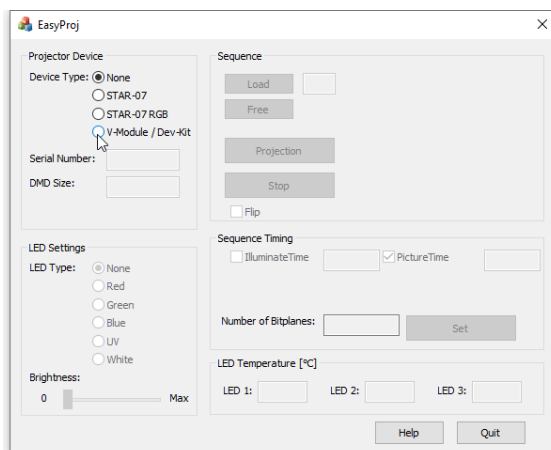 EasyProj
Projector Device
Device Type:
None
STAR-07
STAR-07 RGB
V-Module / Dev-Kit
Serial Number:
DMD Size:
LED Settings
LED Type:
None
Red
Green
Blue
UV
White
Brightness:
0
Max
Sequence
Load
Free
Projection
Stop
Flip
Sequence Timing
IlluminateTime
PictureTime
Number of Bitplanes:
Set
LED Temperature [°C]
LED 1:
LED 2:
LED 3:
Help
Quit